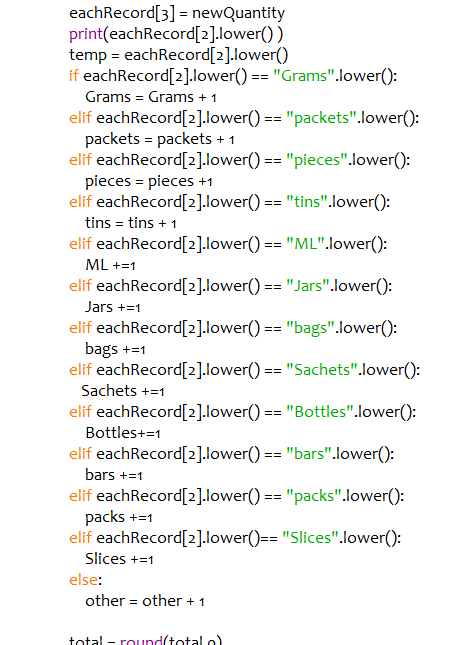 eachRecord[3] = newQuantity
print(eachRecord[2].lower() )
temp = eachRecord[2].lower()
if eachRecord[2].lower() == "Grams".lower():
Grams = Grams + 1
elif eachRecord[2].lower() == "packets".lower():
packets = packets + 1
elif eachRecord[2].lower() == "pieces".lower():
pieces = pieces +1
elif eachRecord[2].lower() == "tins".lower():
tins = tins + 1
elif eachRecord[2].lower() == "ML".lower():
ML +=1
elif eachRecord[2].lower() == "Jars".lower():
Jars +=1
elif eachRecord[2].lower() == "bags".lower():
bags +=1
elif eachRecord[2].lower() == "Sachets".lower():
Sachets +=1
elif eachRecord[2].lower() == "Bottles".lower():
Bottles+=1
elif eachRecord[2].lower() == "bars".lower():
bars +=1
elif eachRecord[2].lower() == "packs".lower():
packs +=1
elif eachRecord[2].lower()== "Slices".lower():
Slices +=1
else:
other = other + 1
total = round(total,0)